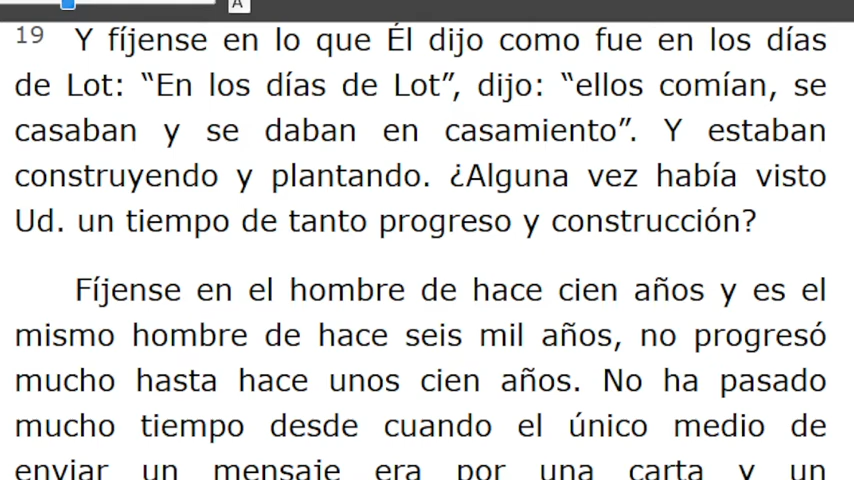 A
19 Y fíjense en lo que Él dijo como fue en los días
de Lot: “En los días de Lot”, dijo: “ellos comían, se
casaban y se daban en casamiento”. Y estaban
construyendo y plantando. ¿Alguna vez había visto
Ud. un tiempo de tanto progreso y construcción?
Fíjense en el hombre de hace cien años y es el
mismo hombre de hace seis mil años, no progresó
mucho hasta hace unos cien años. No ha pasado
mucho tiempo desde cuando el único medio de
enviar un mensaje era por una carta y un